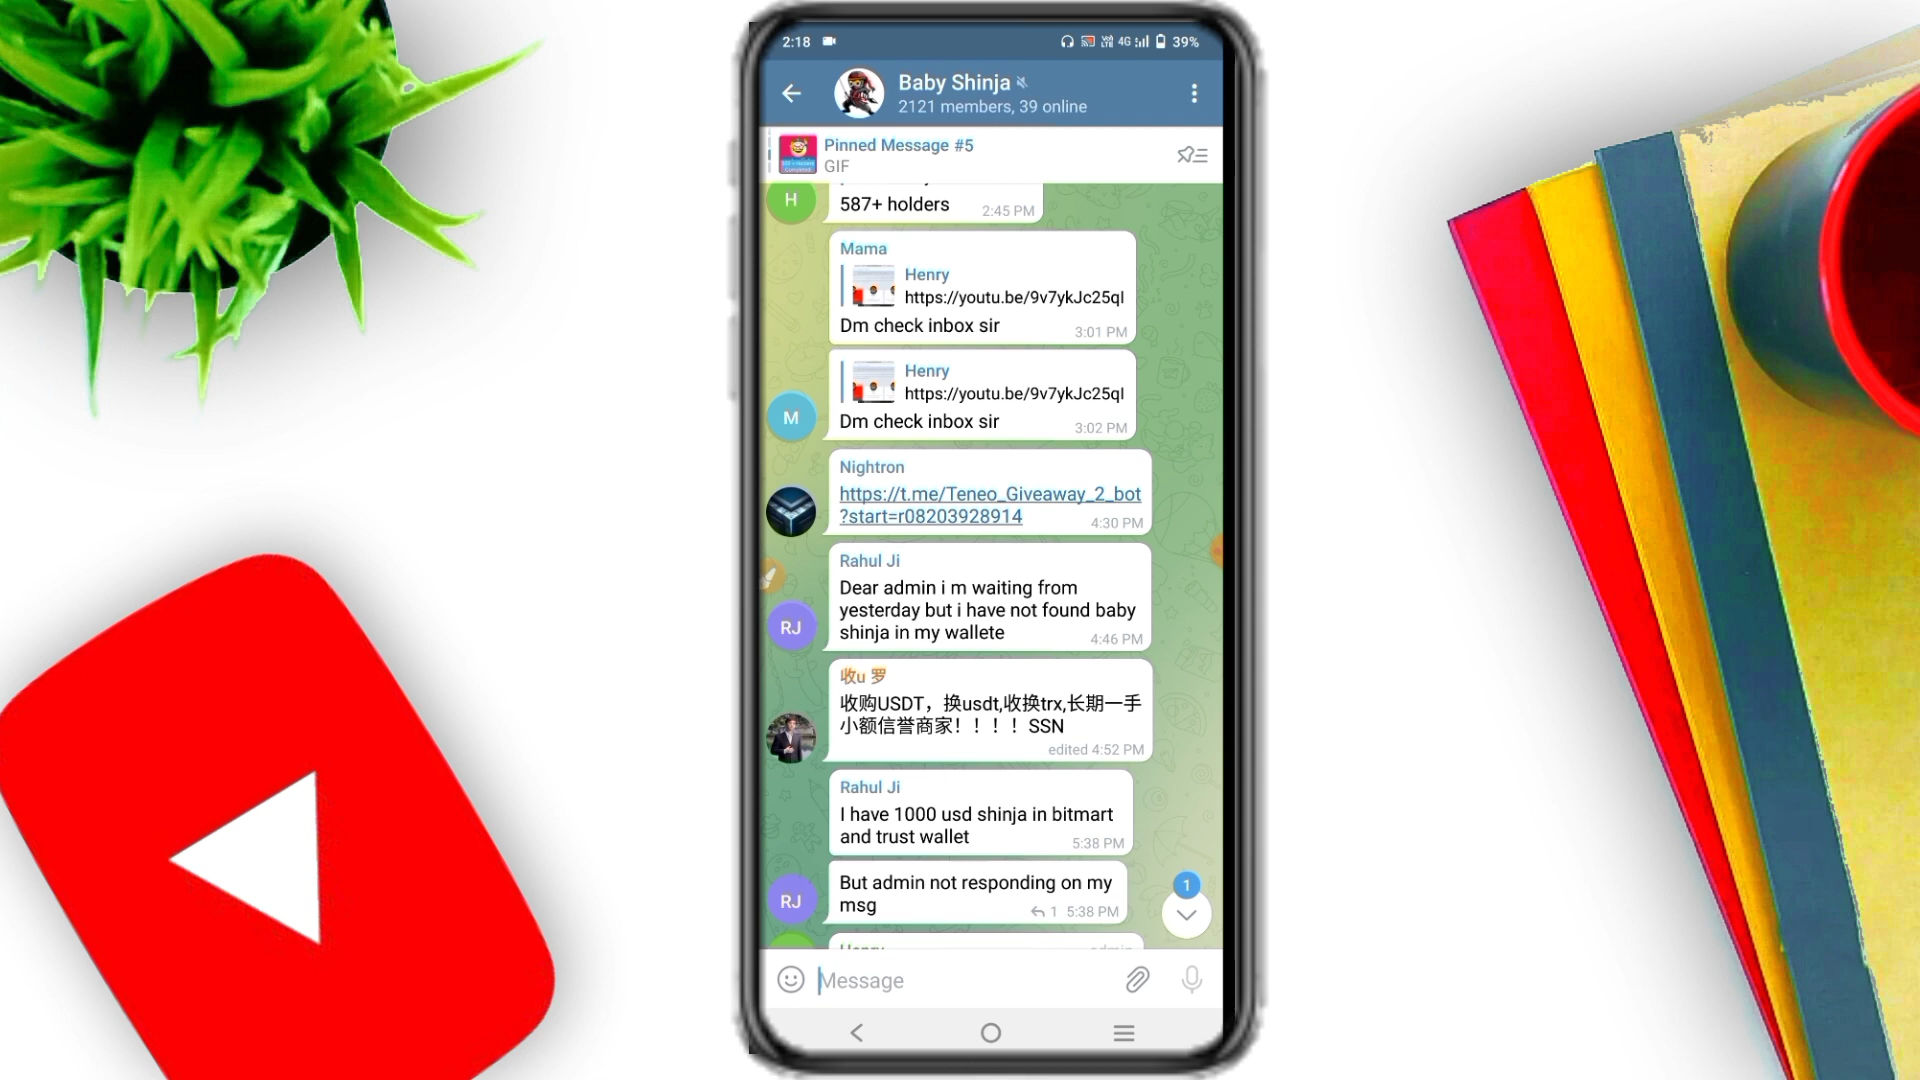 2:18
4G
39%
Baby Shinja
2121 members, 39 online
Pinned Message #5
GIF
H
587+ holders
2:45 PM
Mama
Henry
https://youtu.be/9v7ykJc25qI
Dm check inbox sir
3:01 PM
Henry
https://youtu.be/9v7ykJc25qI
Dm check inbox sir
3:02 PM
M
Nightron
https://t.me/Teneo_Giveaway_2_bot
?start=r08203928914
4:30 PM
Rahul Ji
Dear admin i m waiting from
yesterday but i have not found baby
shinja in my wallete
4:46 PM
RJ
收u 罗
收购USDT，换usdt,收换trx,长期一手
小额信誉商家！！！！SSN
edited 4:52 PM
Rahul Ji
I have 1000 usd shinja in bitmart
and trust wallet
5:38 PM
But admin not responding on my
msg
1 5:38 PM
RJ
1
Message